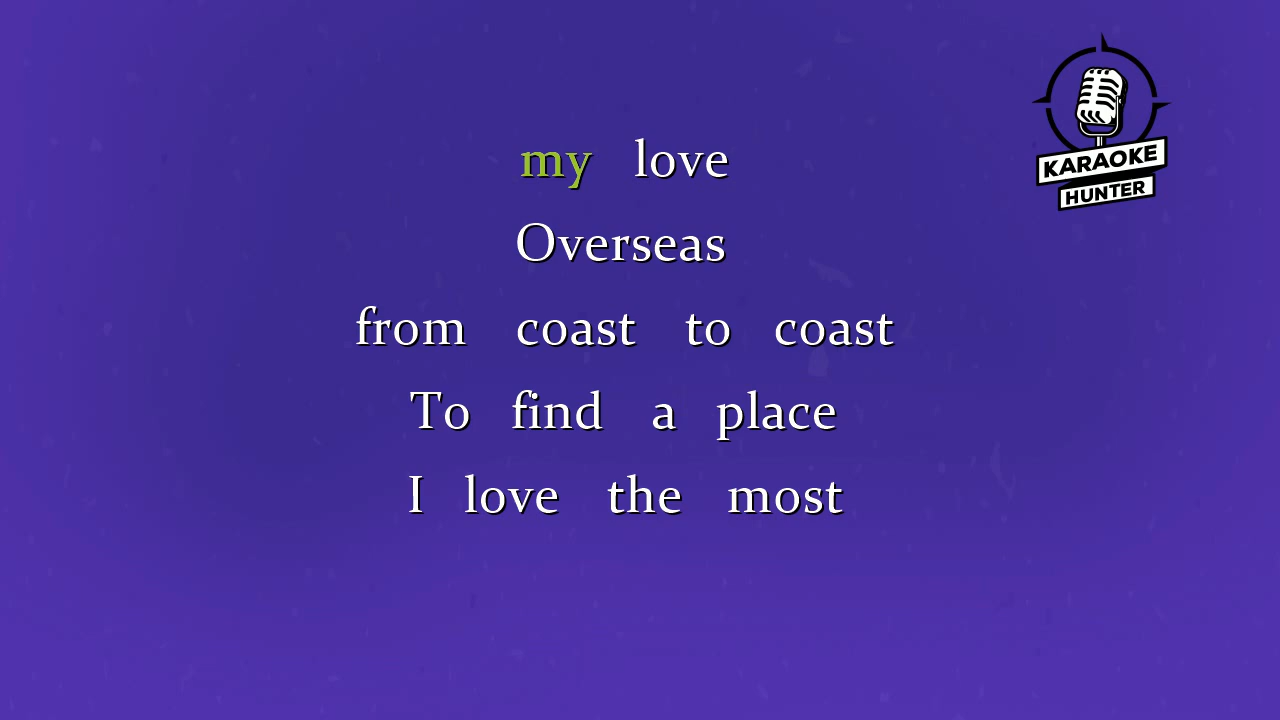 my love
Overseas
from coast to coast
To find a place
I love the most
KARAOKE
HUNTER